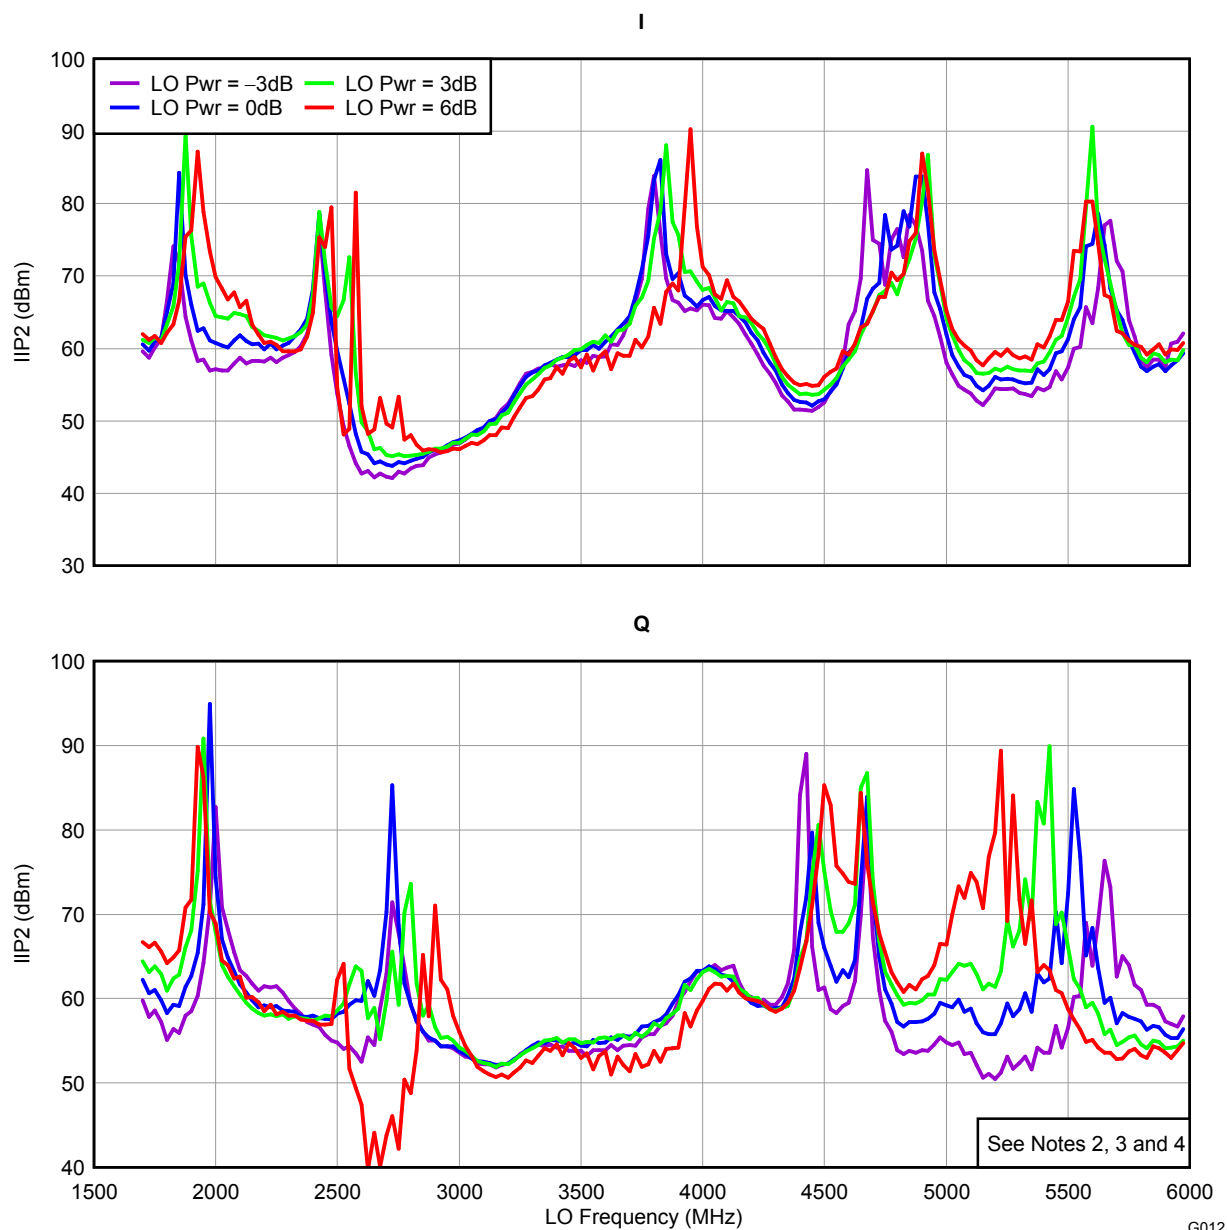 I
100
90
80
70
60
50
40
30
IIP2 (dBm)
LO Pwr = −3dB
LO Pwr = 3dB
LO Pwr = 0dB
LO Pwr = 6dB
Q
100
90
80
70
60
50
40
IIP2 (dBm)
See Notes 2, 3 and 4
1500 2000 2500 3000 3500 4000 4500 5000 5500 6000
LO Frequency (MHz)
G012